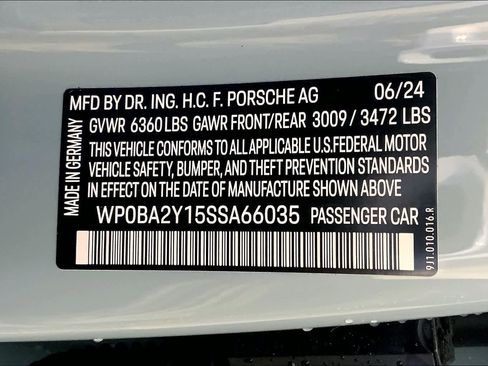 MFD BY DR. ING. H.C. F. PORSCHE AG 06/24
GVWR 6360 LBS GAWR FRONT/REAR 3009 / 3472 LBS
THIS VEHICLE CONFORMS TO ALL APPLICABLE U.S.FEDERAL MOTOR
VEHICLE SAFETY, BUMPER, AND THEFT PREVENTION STANDARDS
IN EFFECT ON THE DATE OF MANUFACTURE SHOWN ABOVE
WP0BA2Y15SSA66035 PASSENGER CAR
MADE IN GERMANY
9J1.010.016.R